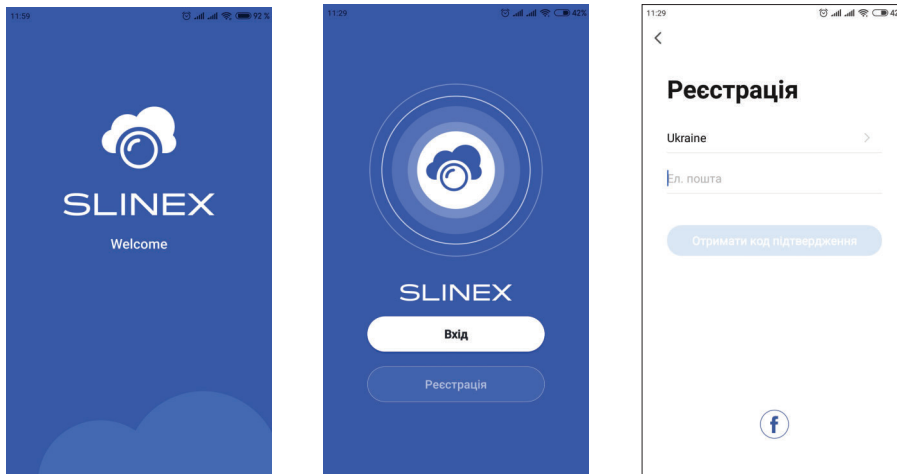 11:59
92 %
SLINEX
Welcome
11:29
42%
SLINEX
Вхід
Реєстрація
11:29
42
Реєстрація
Ukraine
Ел. пошта
Отримати код підтвердження
f